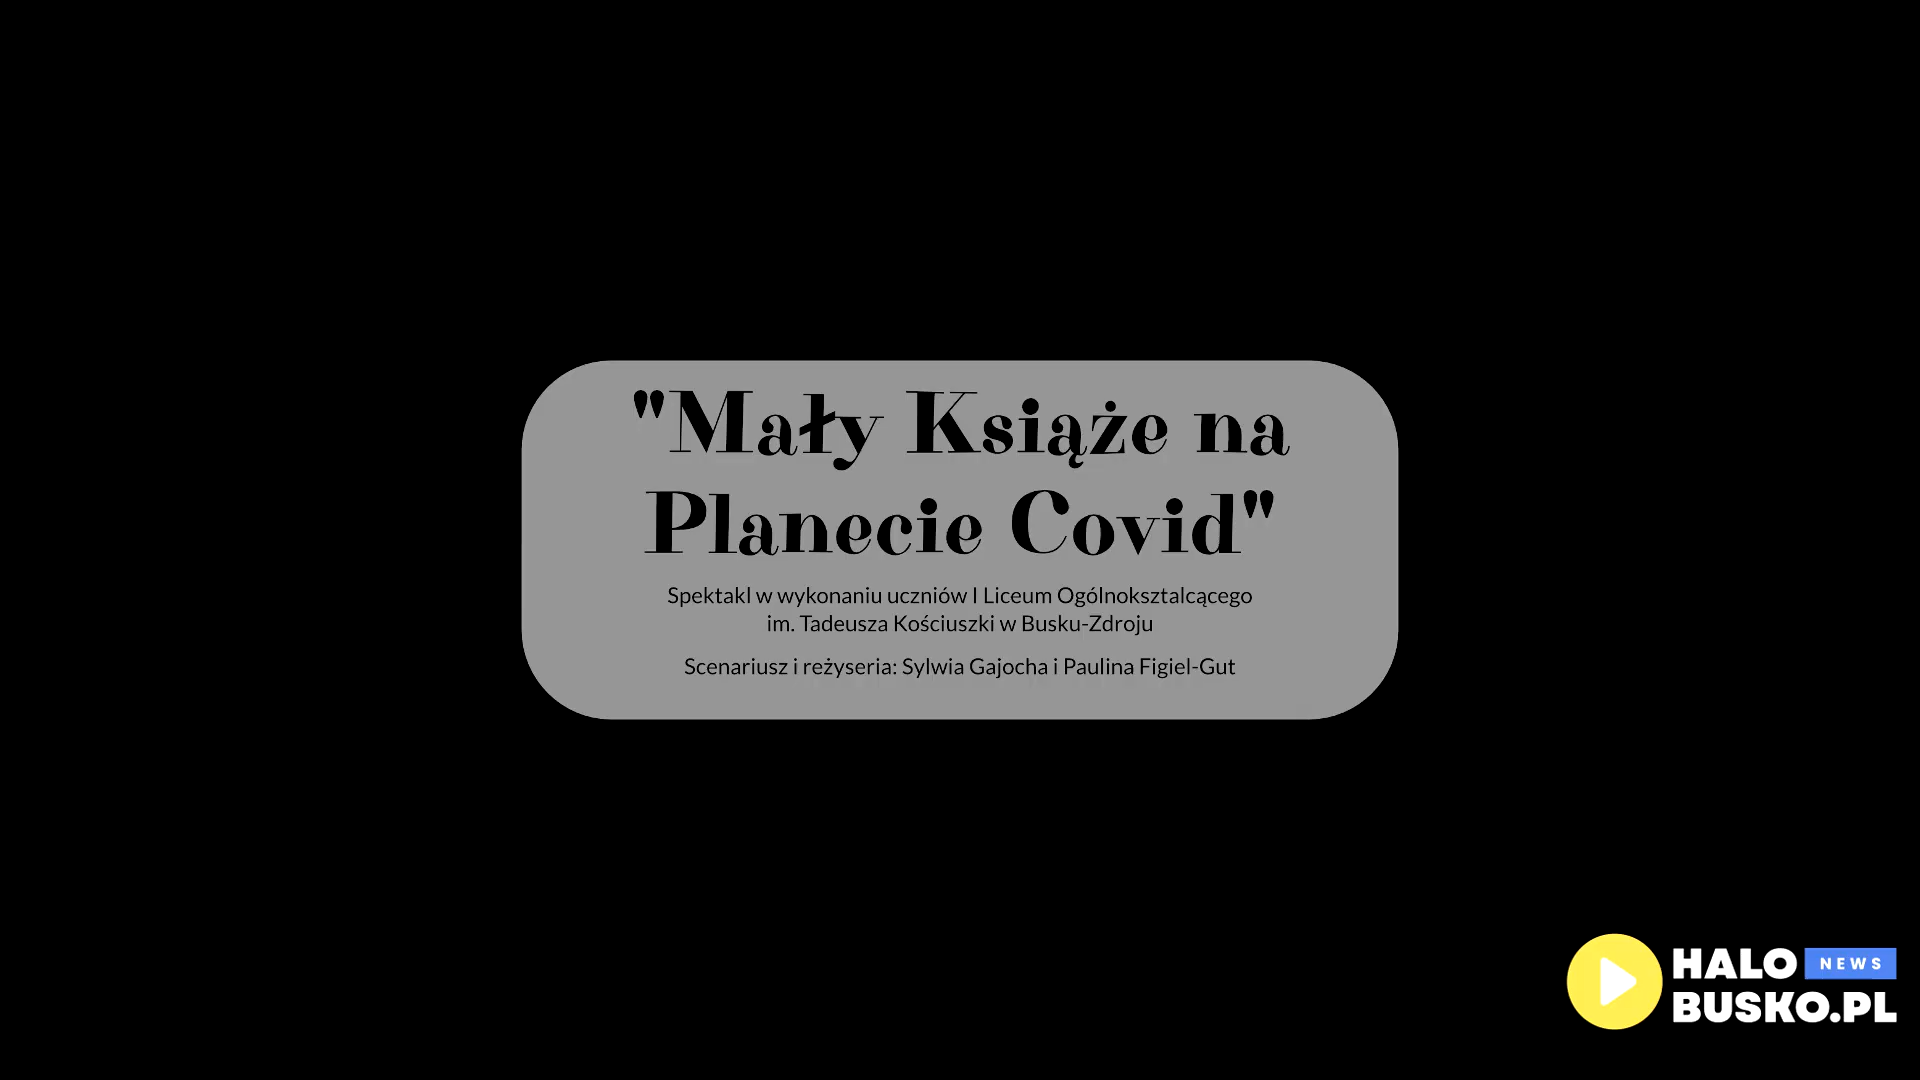 "Mały Książe na
Planecie Covid"
Spektakl w wykonaniu uczniów I Liceum Ogólnoksztalcącego
im. Tadeusza Kościuszki w Busku-Zdroju
Scenariusz i reżyseria: Sylwia Gajocha i Paulina Figiel-Gut
HALO NEWS
BUSKO.PL